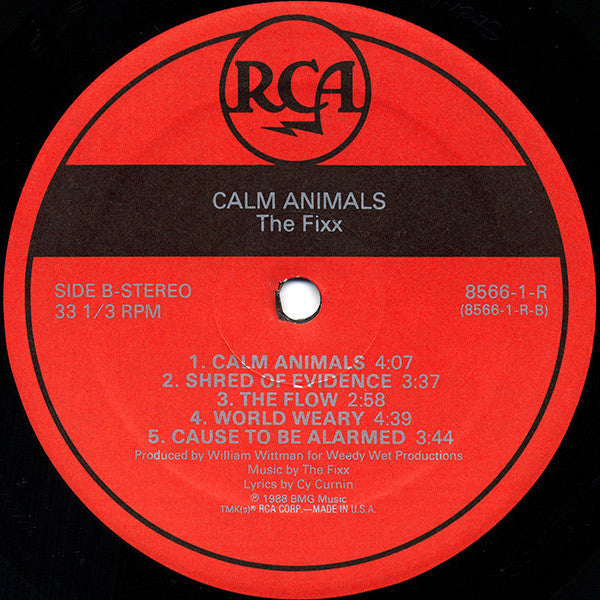 RCA
CALM ANIMALS
The Fixx
SIDE B-STEREO
33 1/3 RPM
8566-1-R
(8566-1-R-B)
1. CALM ANIMALS 4:07
2. SHRED OF EVIDENCE 3:37
3. THE FLOW 2:58
4. WORLD WEARY 4:39
5. CAUSE TO BE ALARMED 3:44
Produced by William Wittman for Weedy Wet Productions
Music by The Fixx
Lyrics by Cy Curnin
℗ 1988 BMG Music
TMK(s)® RCA CORP.—MADE IN U.S.A.